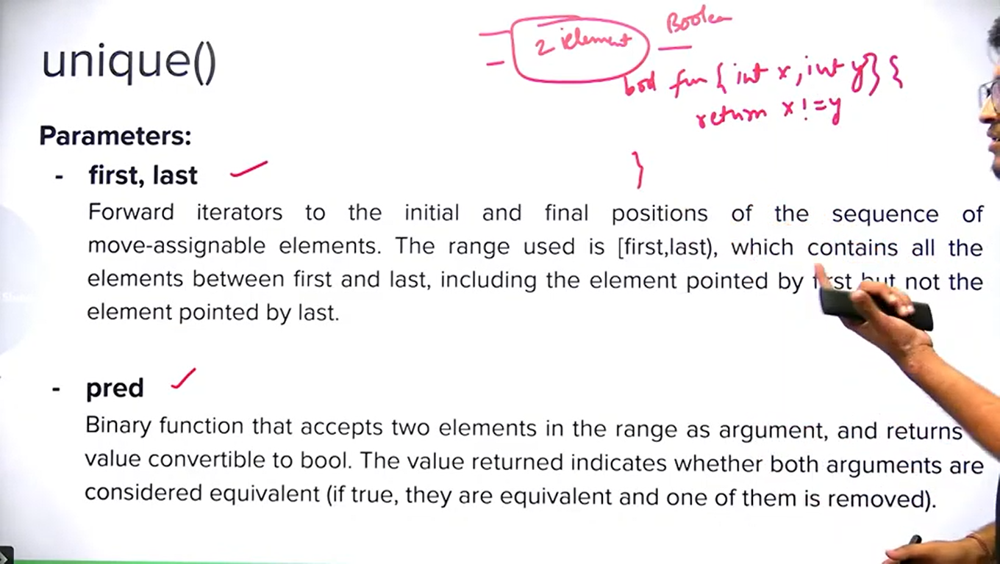 unique()
2 element
Boolea
bool fun { int x, int y} {
return x != y
}
Parameters:
- first, last
Forward iterators to the initial and final positions of the sequence of
move-assignable elements. The range used is [first,last), which contains all the
elements between first and last, including the element pointed by first but not the
element pointed by last.
- pred
Binary function that accepts two elements in the range as argument, and returns
value convertible to bool. The value returned indicates whether both arguments are
considered equivalent (if true, they are equivalent and one of them is removed).